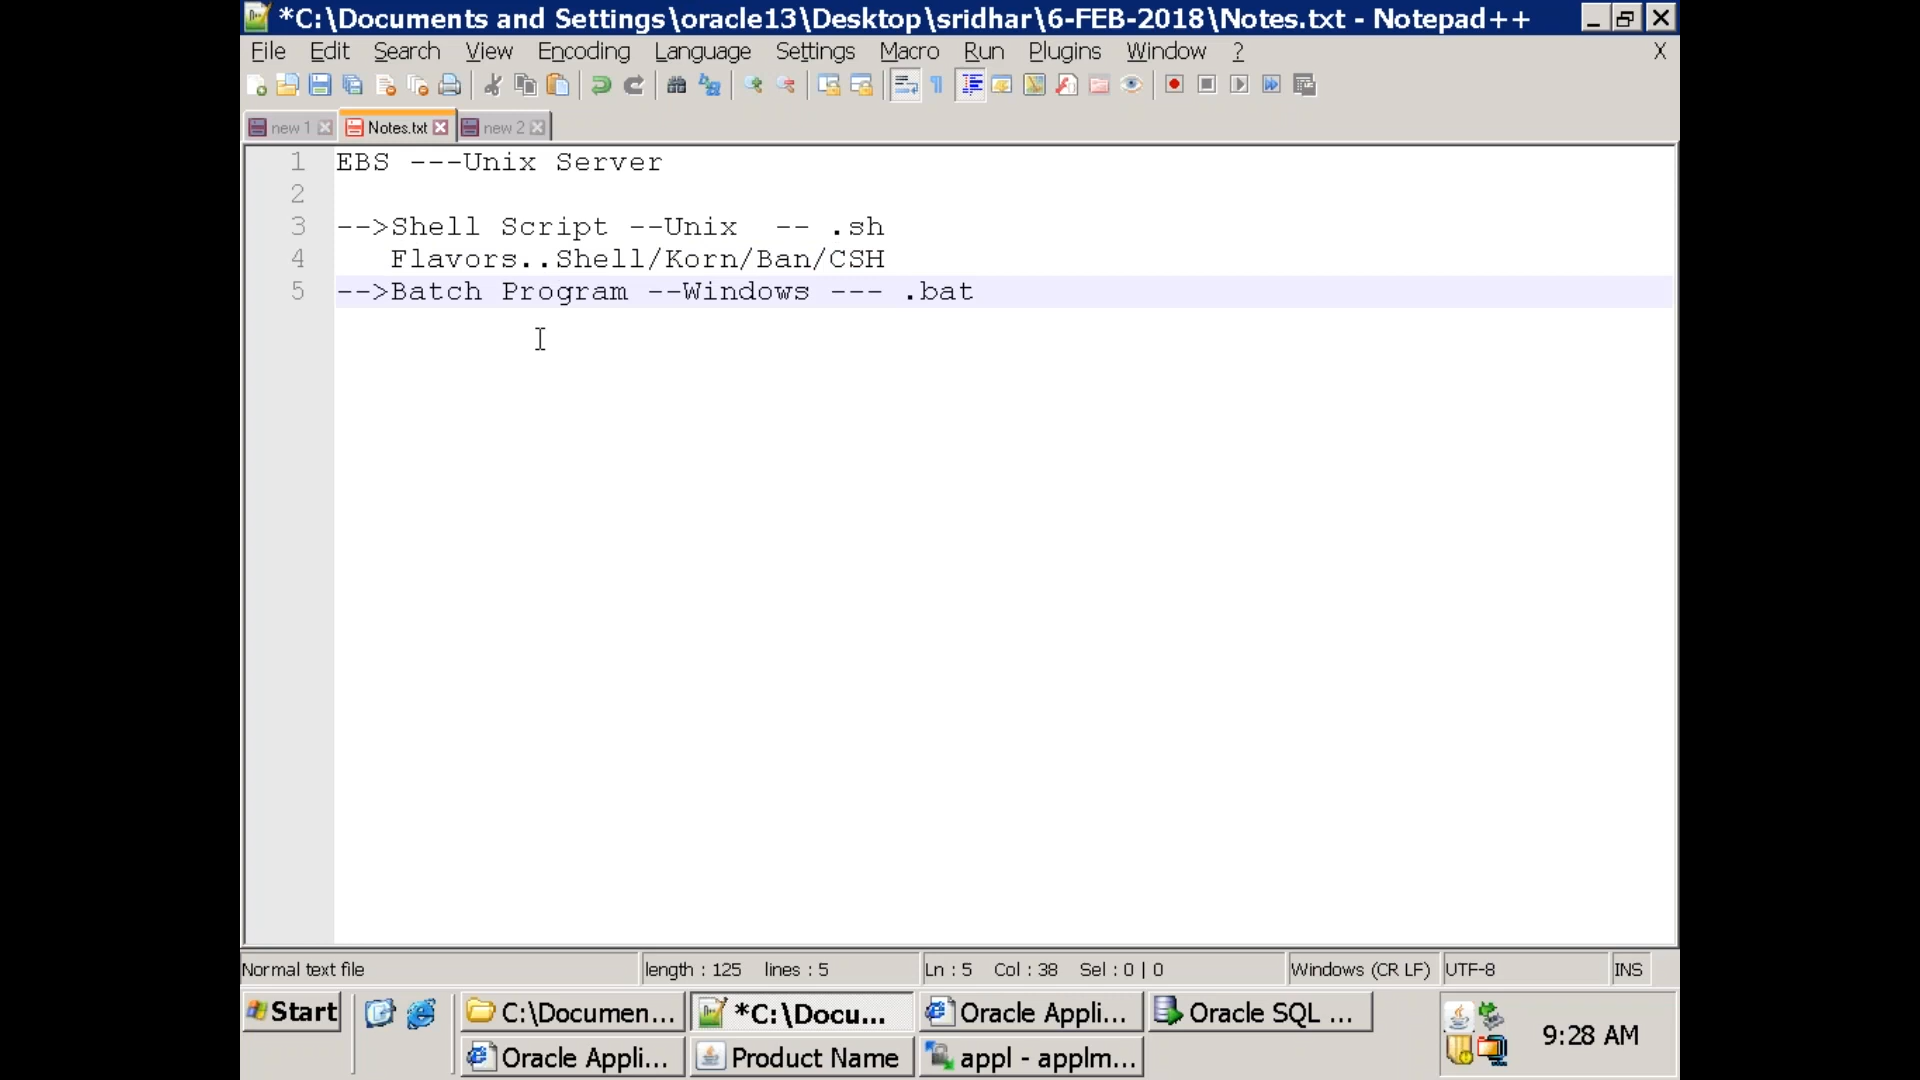 *C:\Documents and Settings\oracle13\Desktop\sridhar\6-FEB-2018\Notes.txt - Notepad++
File Edit Search View Encoding Language Settings Macro Run Plugins Window ? X
new 1 Notes.txt new 2
1 EBS ---Unix Server
2
3 -->Shell Script --Unix  -- .sh
4    Flavors..Shell/Korn/Ban/CSH
5 -->Batch Program --Windows --- .bat
Normal text file length : 125 lines : 5 Ln : 5 Col : 38 Sel : 0 | 0 Windows (CR LF) UTF-8 INS
Start C:\Documen... *C:\Docu... Oracle Appli... Oracle SQL ...
Oracle Appli... Product Name appl - applm... 9:28 AM